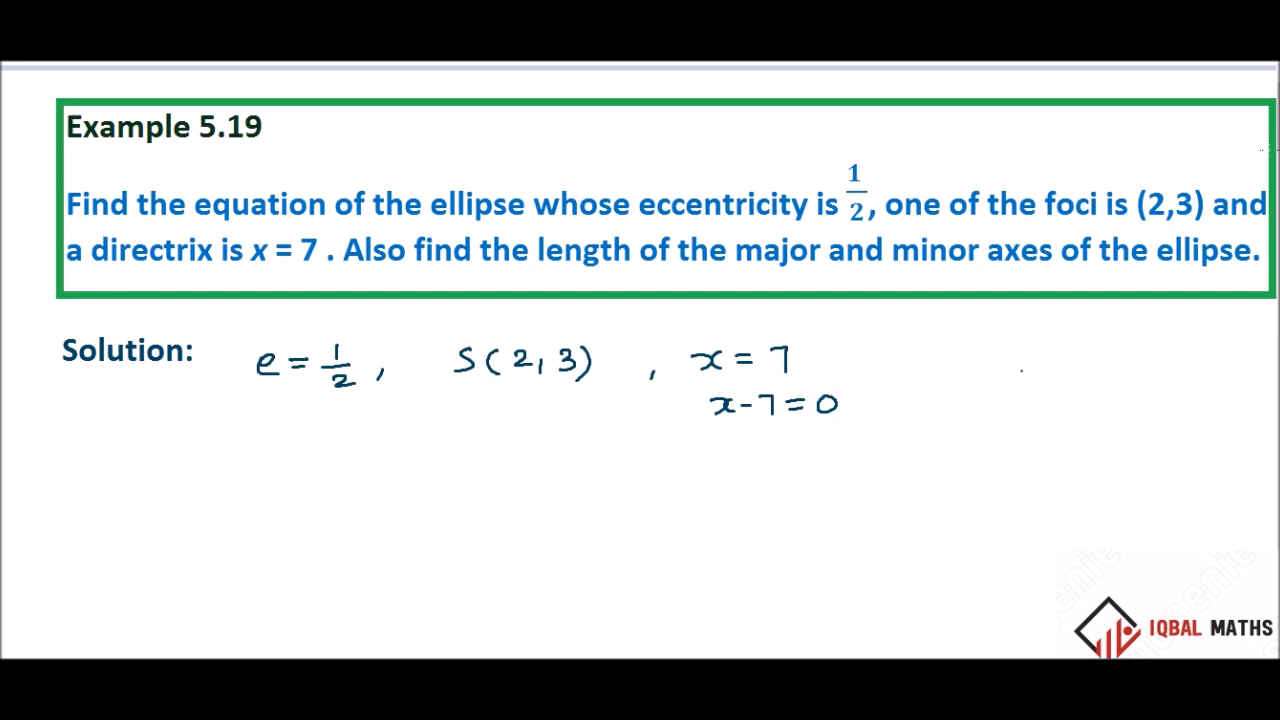 Example 5.19
Find the equation of the ellipse whose eccentricity is 1/2, one of the foci is (2,3) and
a directrix is x = 7 . Also find the length of the major and minor axes of the ellipse.
Solution: e = 1/2, S(2, 3) , x = 7
x - 7 = 0
IQBAL MATHS